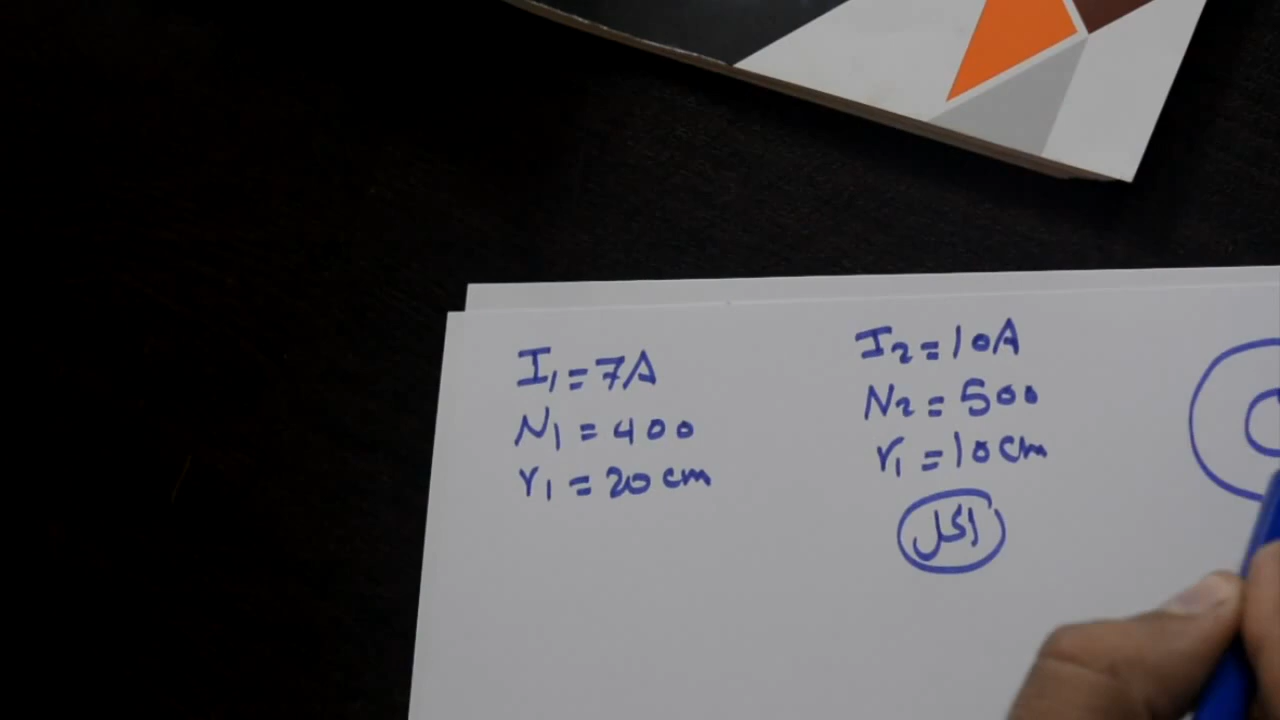 I₁ = 7A
N₁ = 400
r₁ = 20 cm
I₂ = 10A
N₂ = 500
r₁ = 10 cm
الحل